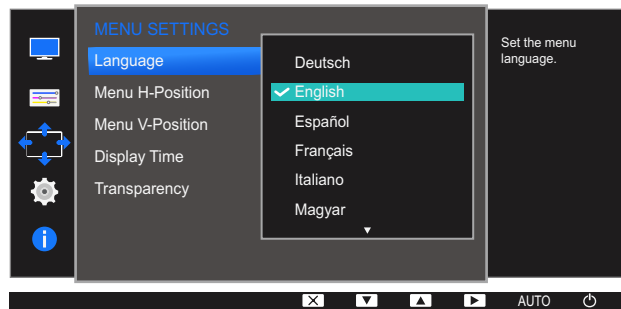 MENU SETTINGS
Language
Menu H-Position
Menu V-Position
Display Time
Transparency
Deutsch
English
Español
Français
Italiano
Magyar
Set the menu
language.
AUTO